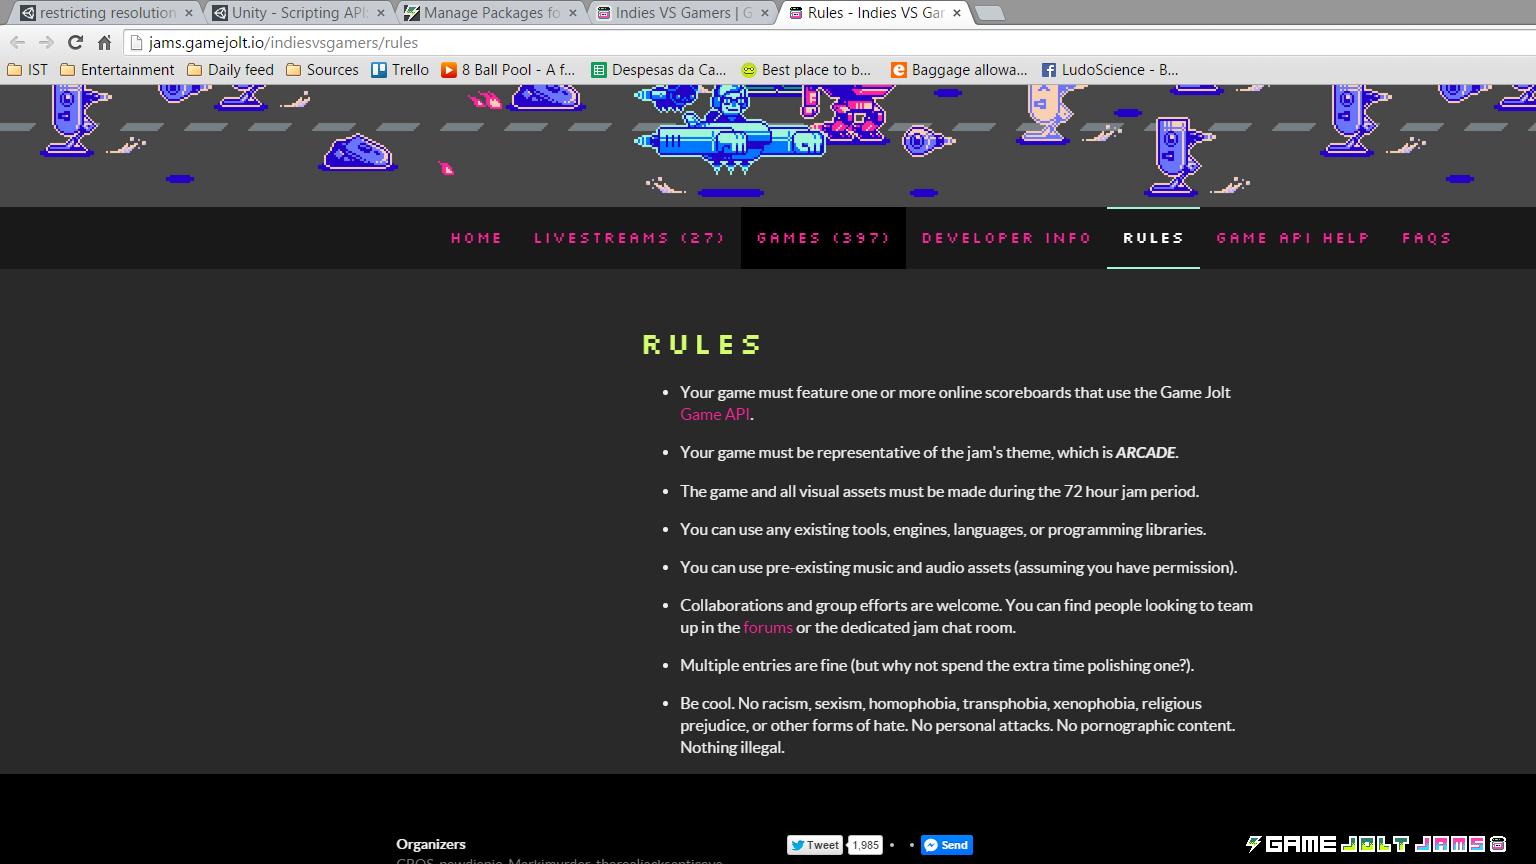 restricting resolution
Unity - Scripting API:
Manage Packages fo
Indies VS Gamers | G
Rules - Indies VS Gar
jams.gamejolt.io/indiesvsgamers/rules
IST Entertainment Daily feed Sources Trello 8 Ball Pool - A f... Despesas da Ca... Best place to b... Baggage allowa... LudoScience - B...
HOME LIVESTREAMS (27) GAMES (397) DEVELOPER INFO RULES GAME API HELP FAQS
RULES
• Your game must feature one or more online scoreboards that use the Game Jolt
Game API.
• Your game must be representative of the jam's theme, which is ARCADE.
• The game and all visual assets must be made during the 72 hour jam period.
• You can use any existing tools, engines, languages, or programming libraries.
• You can use pre-existing music and audio assets (assuming you have permission).
• Collaborations and group efforts are welcome. You can find people looking to team
up in the forums or the dedicated jam chat room.
• Multiple entries are fine (but why not spend the extra time polishing one?).
• Be cool. No racism, sexism, homophobia, transphobia, xenophobia, religious
prejudice, or other forms of hate. No personal attacks. No pornographic content.
Nothing illegal.
Organizers
Tweet 1,985 • • Send
GAME JOLT JAMS